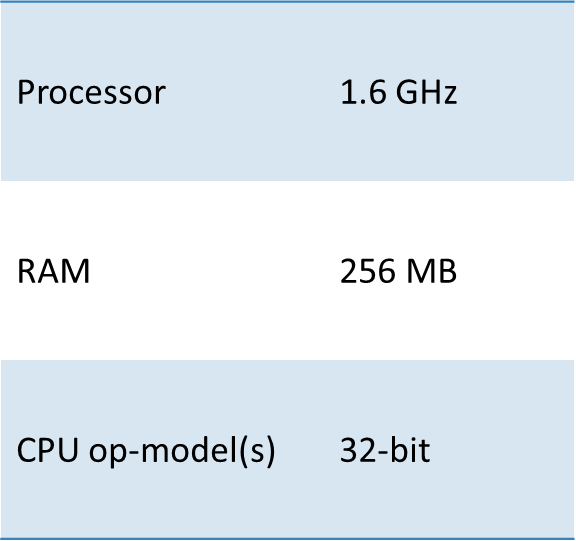 Processor 1.6 GHz
RAM 256 MB
CPU op-model(s) 32-bit